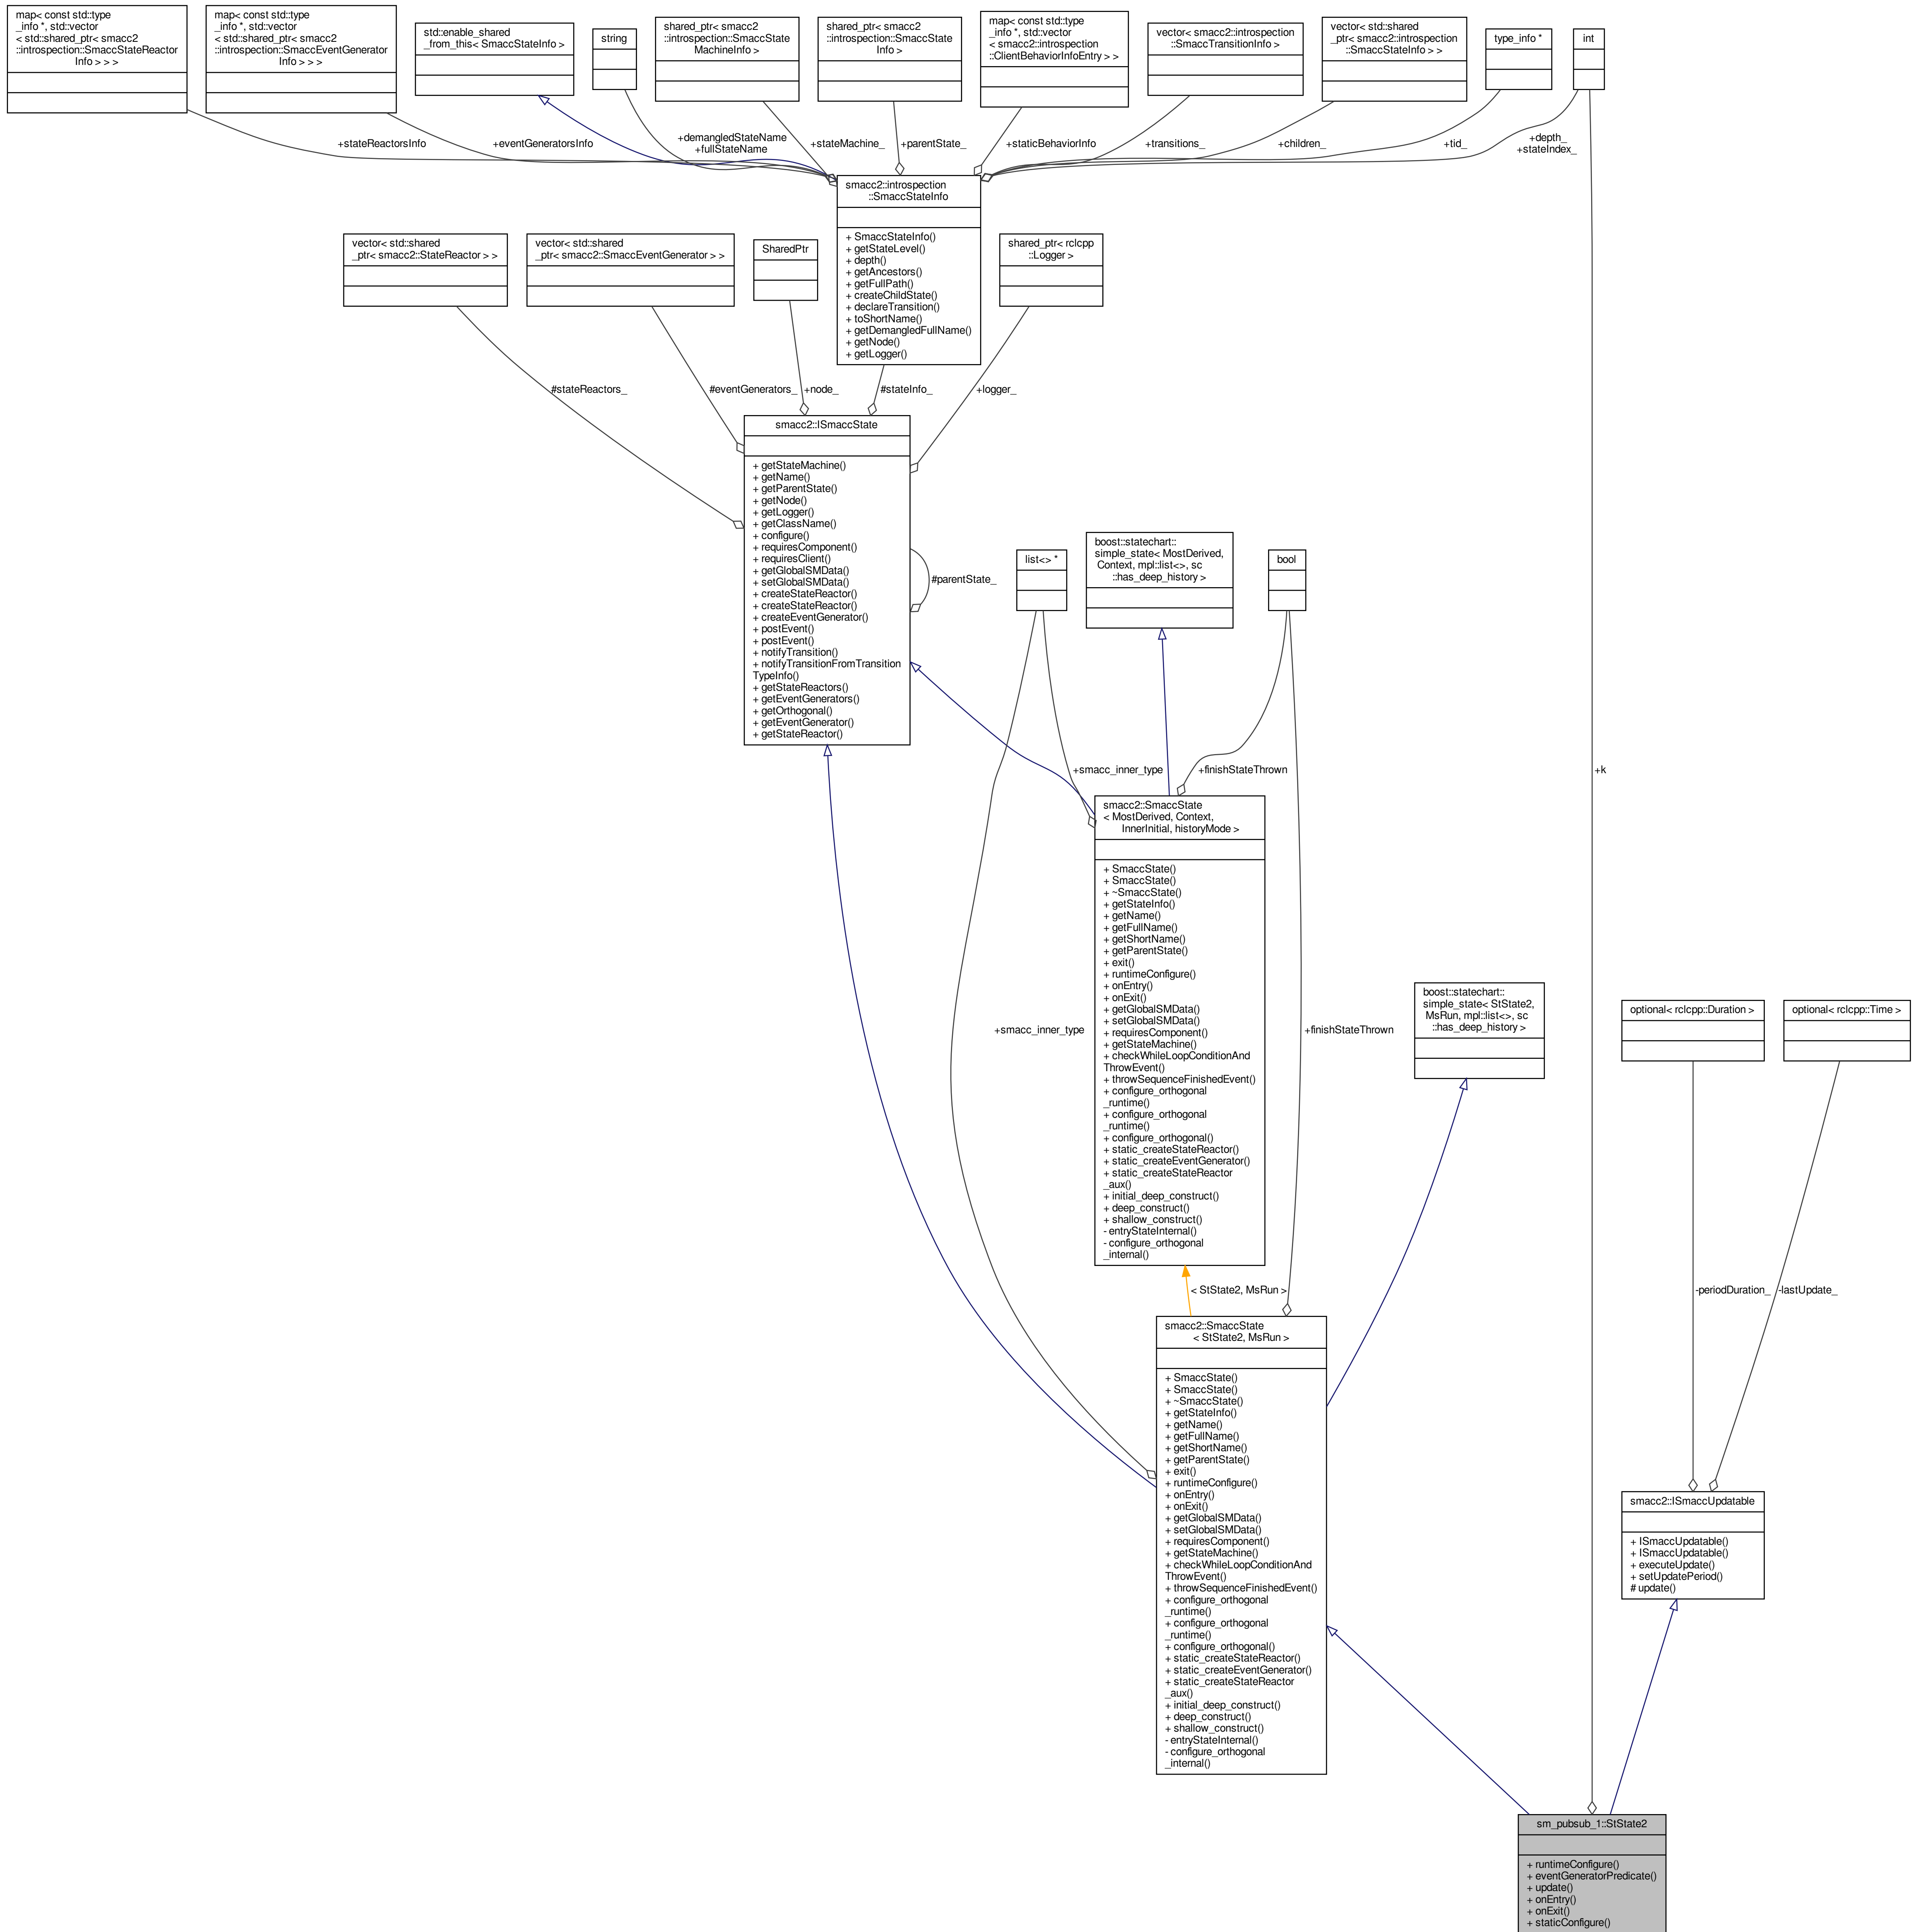 map< const std::type
_info *, std::vector
< std::shared_ptr< smacc2
::introspection::SmaccStateReactor
Info > > >
map< const std::type
_info *, std::vector
< std::shared_ptr< smacc2
::introspection::SmaccEventGenerator
Info > > >
std::enable_shared
_from_this< SmaccStateInfo >
string
shared_ptr< smacc2
::introspection::SmaccState
MachineInfo >
shared_ptr< smacc2
::introspection::SmaccState
Info >
map< const std::type
_info *, std::vector
< smacc2::introspection
::ClientBehaviorInfoEntry > >
vector< smacc2::introspection
::SmaccTransitionInfo >
vector< std::shared
_ptr< smacc2::introspection
::SmaccStateInfo > >
type_info *
int
+stateReactorsInfo
+eventGeneratorsInfo
+demangledStateName
+fullStateName
+stateMachine_
+parentState_
+staticBehaviorInfo
+transitions_
+children_
+tid_
+depth_
+stateIndex_
smacc2::introspection
::SmaccStateInfo
+ SmaccStateInfo()
+ getStateLevel()
+ depth()
+ getAncestors()
+ getFullPath()
+ createChildState()
+ declareTransition()
+ toShortName()
+ getDemangledFullName()
+ getNode()
+ getLogger()
vector< std::shared
_ptr< smacc2::StateReactor > >
vector< std::shared
_ptr< smacc2::SmaccEventGenerator > >
SharedPtr
shared_ptr< rclcpp
::Logger >
#stateReactors_
#eventGenerators_
+node_
#stateInfo_
+logger_
smacc2::ISmaccState
+ getStateMachine()
+ getName()
+ getParentState()
+ getNode()
+ getLogger()
+ getClassName()
+ configure()
+ requiresComponent()
+ requiresClient()
+ getGlobalSMData()
+ setGlobalSMData()
+ createStateReactor()
+ createStateReactor()
+ createEventGenerator()
+ postEvent()
+ postEvent()
+ notifyTransition()
+ notifyTransitionFromTransition
TypeInfo()
+ getStateReactors()
+ getEventGenerators()
+ getOrthogonal()
+ getEventGenerator()
+ getStateReactor()
#parentState_
list<> *
boost::statechart::
simple_state< MostDerived,
Context, mpl::list<>, sc
::has_deep_history >
bool
+smacc_inner_type
+finishStateThrown
+k
smacc2::SmaccState
< MostDerived, Context,
InnerInitial, historyMode >
+ SmaccState()
+ SmaccState()
+ ~SmaccState()
+ getStateInfo()
+ getName()
+ getFullName()
+ getShortName()
+ getParentState()
+ exit()
+ runtimeConfigure()
+ onEntry()
+ onExit()
+ getGlobalSMData()
+ setGlobalSMData()
+ requiresComponent()
+ getStateMachine()
+ checkWhileLoopConditionAnd
ThrowEvent()
+ throwSequenceFinishedEvent()
+ configure_orthogonal
_runtime()
+ configure_orthogonal
_runtime()
+ configure_orthogonal()
+ static_createStateReactor()
+ static_createEventGenerator()
+ static_createStateReactor
_aux()
+ initial_deep_construct()
+ deep_construct()
+ shallow_construct()
- entryStateInternal()
- configure_orthogonal
_internal()
+smacc_inner_type
+finishStateThrown
boost::statechart::
simple_state< StState2,
MsRun, mpl::list<>, sc
::has_deep_history >
optional< rclcpp::Duration >
optional< rclcpp::Time >
< StState2, MsRun >
-periodDuration_
-lastUpdate_
smacc2::SmaccState
< StState2, MsRun >
+ SmaccState()
+ SmaccState()
+ ~SmaccState()
+ getStateInfo()
+ getName()
+ getFullName()
+ getShortName()
+ getParentState()
+ exit()
+ runtimeConfigure()
+ onEntry()
+ onExit()
+ getGlobalSMData()
+ setGlobalSMData()
+ requiresComponent()
+ getStateMachine()
+ checkWhileLoopConditionAnd
ThrowEvent()
+ throwSequenceFinishedEvent()
+ configure_orthogonal
_runtime()
+ configure_orthogonal
_runtime()
+ configure_orthogonal()
+ static_createStateReactor()
+ static_createEventGenerator()
+ static_createStateReactor
_aux()
+ initial_deep_construct()
+ deep_construct()
+ shallow_construct()
- entryStateInternal()
- configure_orthogonal
_internal()
smacc2::ISmaccUpdatable
+ ISmaccUpdatable()
+ ISmaccUpdatable()
+ executeUpdate()
+ setUpdatePeriod()
# update()
sm_pubsub_1::StState2
+ runtimeConfigure()
+ eventGeneratorPredicate()
+ update()
+ onEntry()
+ onExit()
+ staticConfigure()